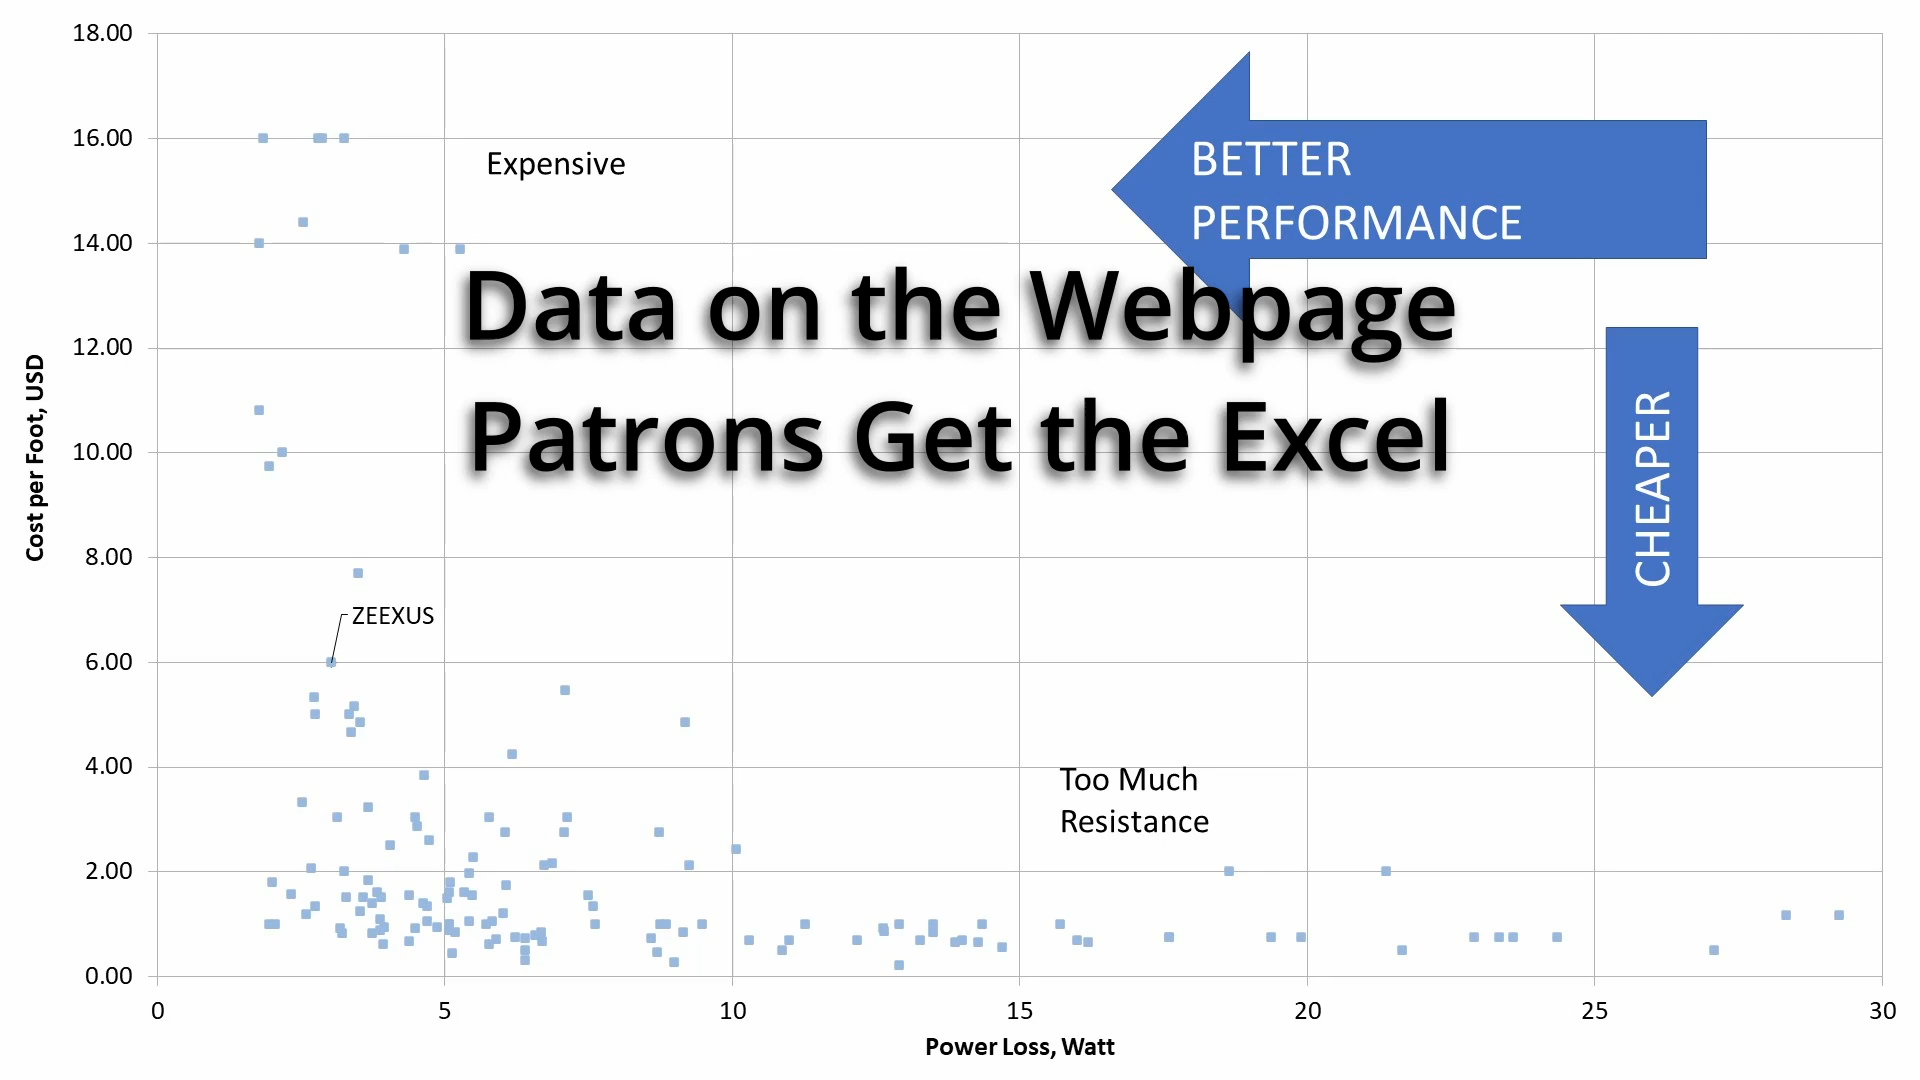 18.00
16.00
14.00
12.00
10.00
8.00
6.00
4.00
2.00
0.00
Cost per Foot, USD
Expensive
BETTER
PERFORMANCE
Data on the Webpage
Patrons Get the Excel
CHEAPER
ZEEXUS
Too Much
Resistance
0 5 10 15 20 25 30
Power Loss, Watt